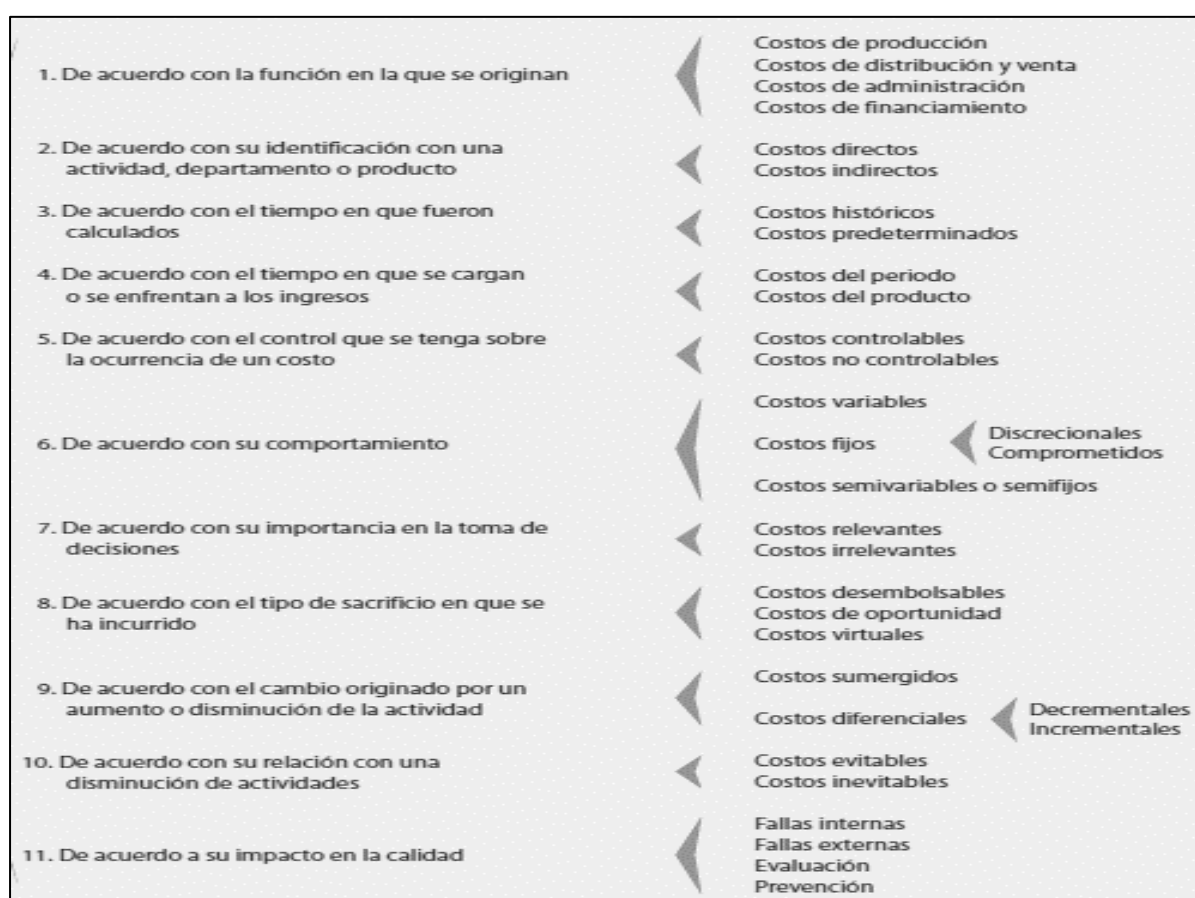 1. De acuerdo con la función en la que se originan
Costos de producción
Costos de distribución y venta
Costos de administración
Costos de financiamiento
2. De acuerdo con su identificación con una
actividad, departamento o producto
Costos directos
Costos indirectos
3. De acuerdo con el tiempo en que fueron
calculados
Costos históricos
Costos predeterminados
4. De acuerdo con el tiempo en que se cargan
o se enfrentan a los ingresos
Costos del periodo
Costos del producto
5. De acuerdo con el control que se tenga sobre
la ocurrencia de un costo
Costos controlables
Costos no controlables
6. De acuerdo con su comportamiento
Costos variables
Costos fijos
Discrecionales
Comprometidos
Costos semivariables o semifijos
7. De acuerdo con su importancia en la toma de
decisiones
Costos relevantes
Costos irrelevantes
8. De acuerdo con el tipo de sacrificio en que se
ha incurrido
Costos desembolsables
Costos de oportunidad
Costos virtuales
9. De acuerdo con el cambio originado por un
aumento o disminución de la actividad
Costos sumergidos
Costos diferenciales
Decrementales
Incrementales
10. De acuerdo con su relación con una
disminución de actividades
Costos evitables
Costos inevitables
11. De acuerdo a su impacto en la calidad
Fallas internas
Fallas externas
Evaluación
Prevención